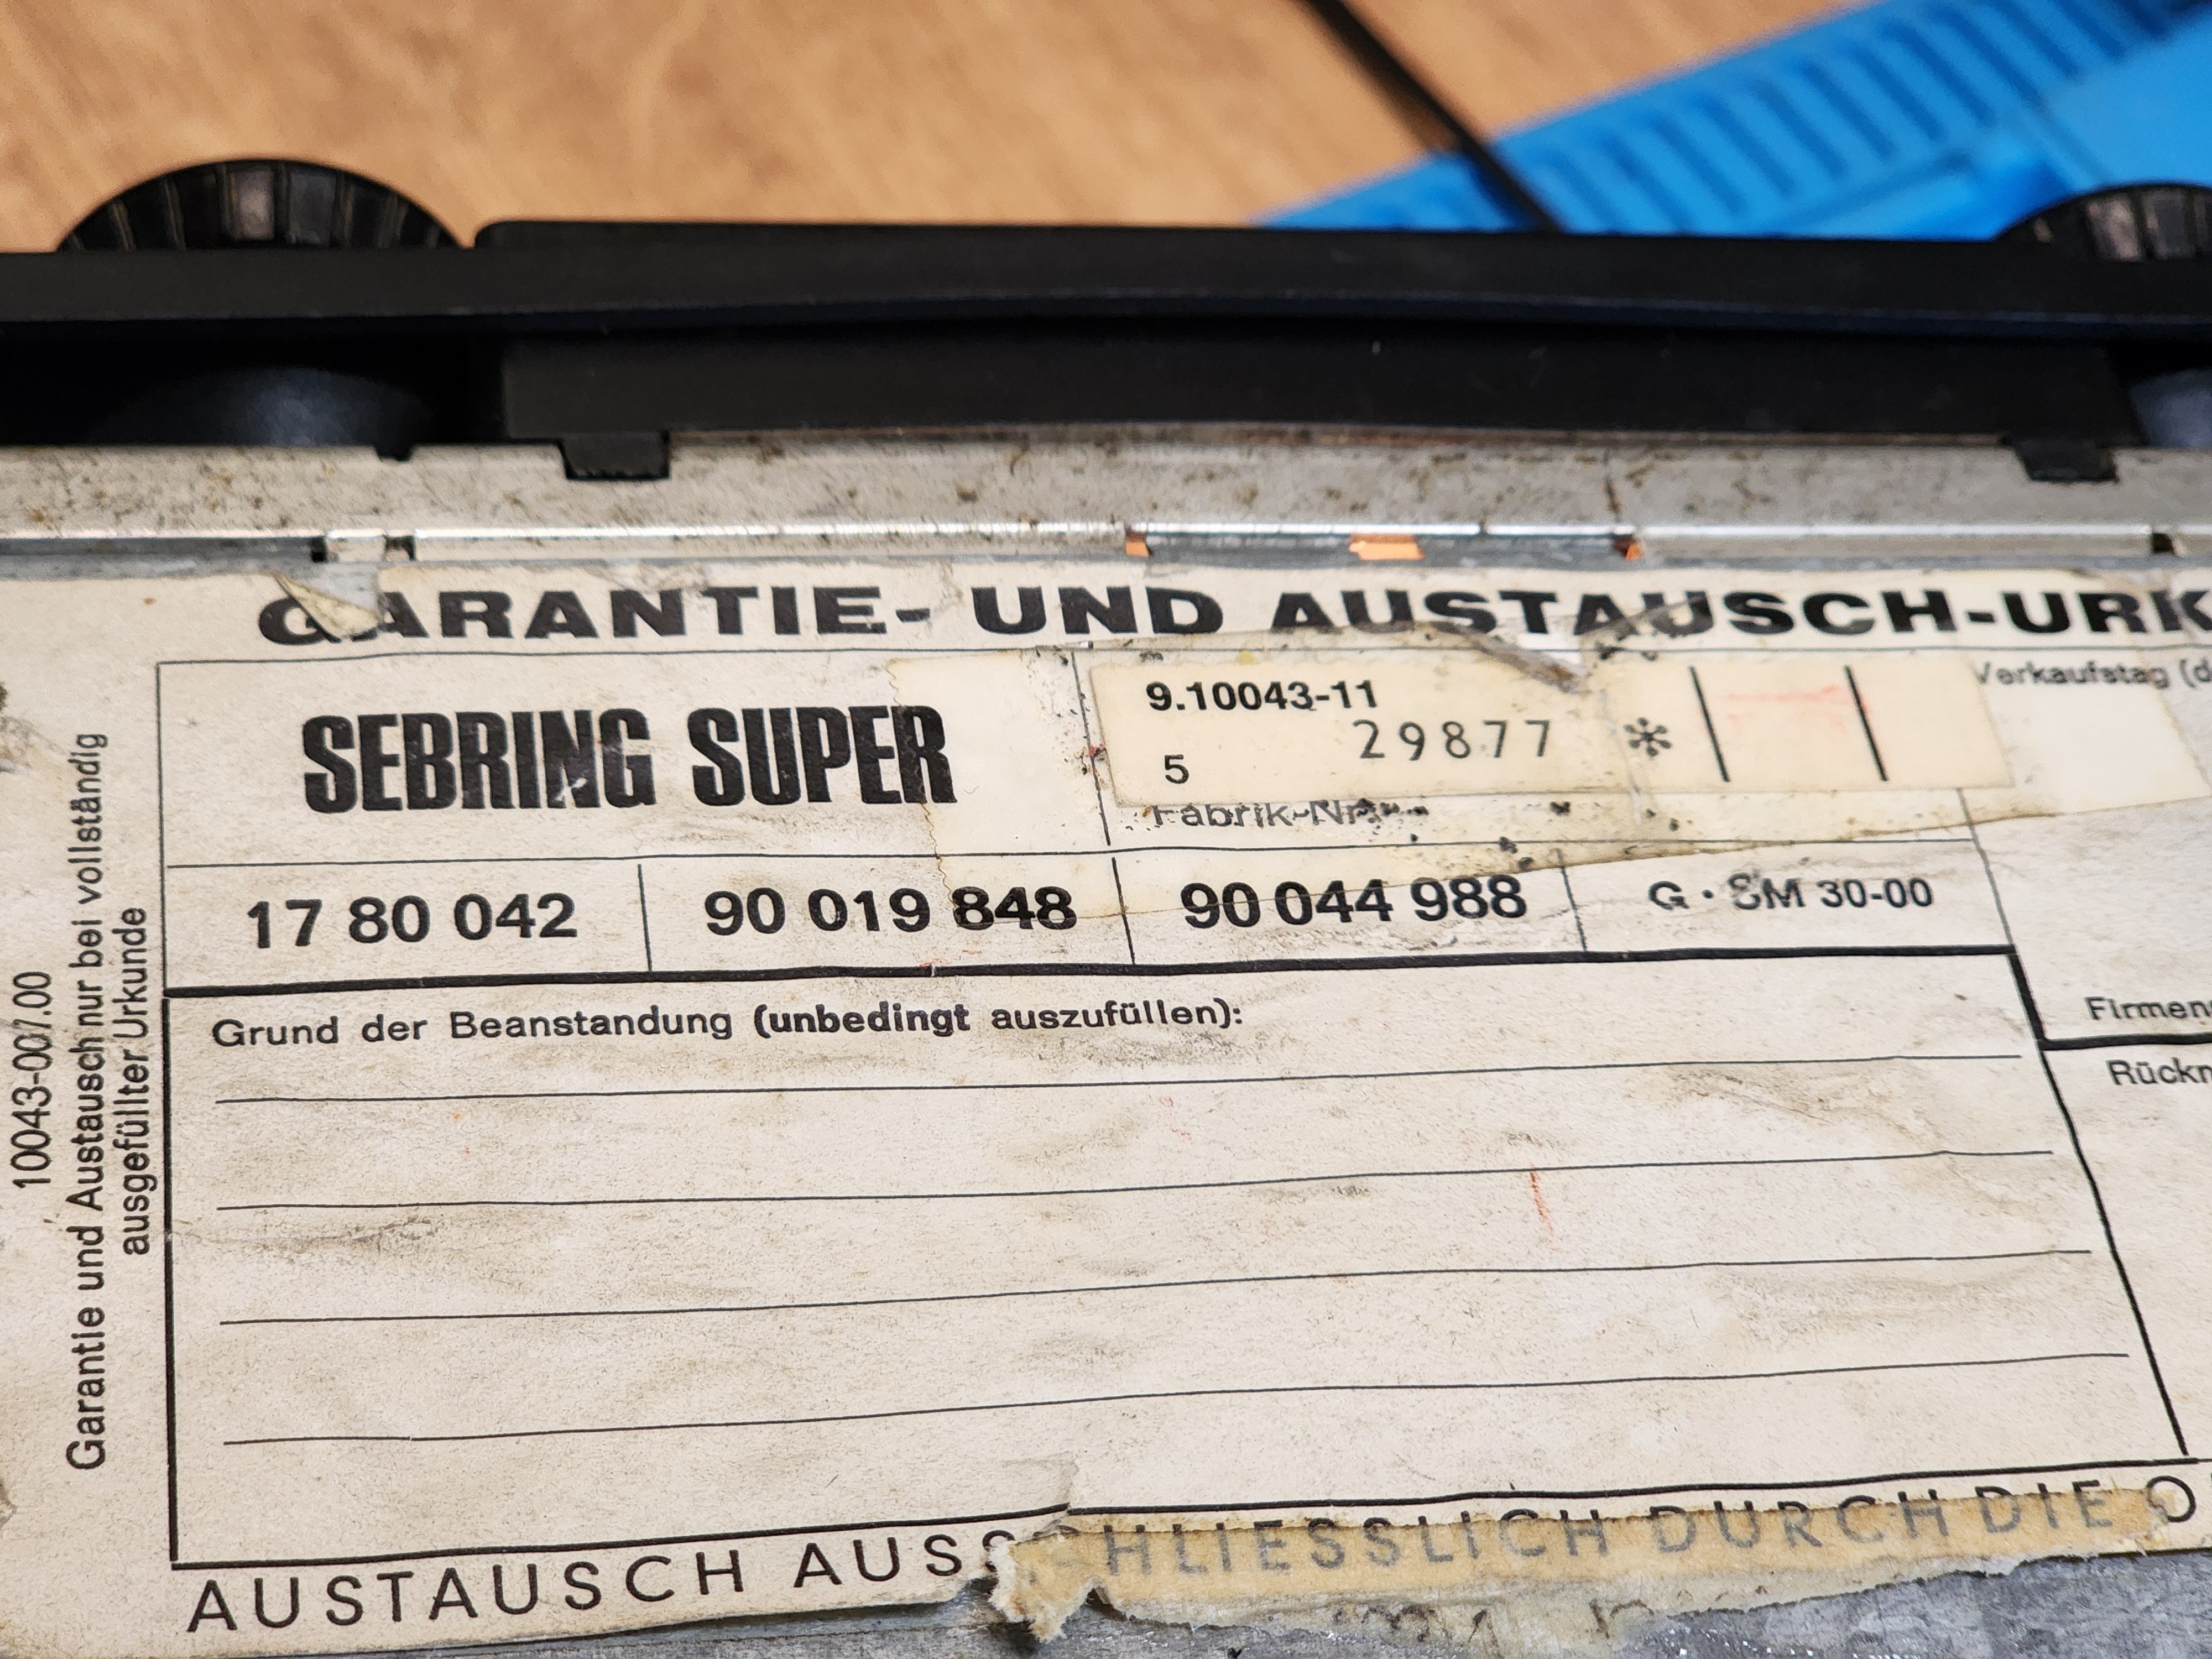 GARANTIE- UND AUSTAUSCH-URK
SEBRING SUPER
9.10043-11
29877 * | |
5
Fabrik-Nr.
Verkaufstag (d
17 80 042
90 019 848
90 044 988
G · SM 30-00
Grund der Beanstandung (unbedingt auszufüllen):
Firmen
Rückn
10043-007.00
Garantie und Austausch nur bei vollständig
ausgefüllter Urkunde
AUSTAUSCH AUSSCHLIESSLICH DURCH DIE O